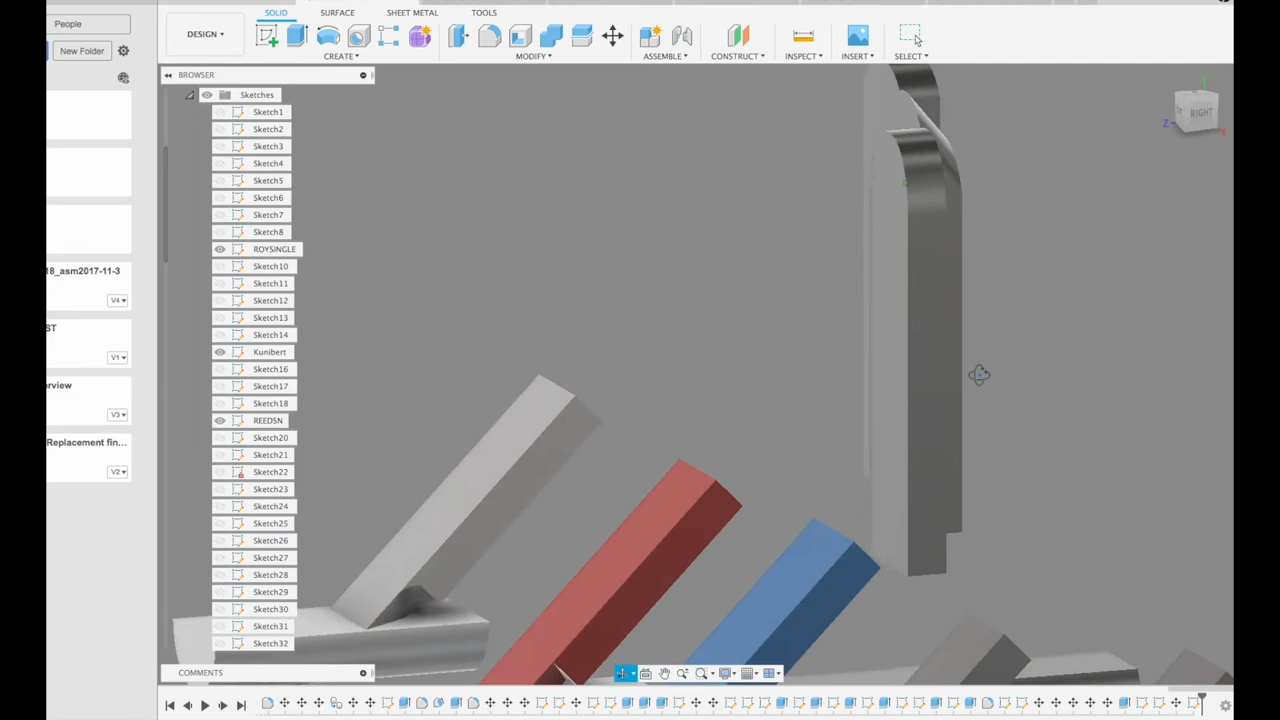 People
New Folder
18_asm2017-11-3
V4
ST
V1
erview
V3
Replacement fin...
V2
SOLID SURFACE SHEET METAL TOOLS
DESIGN
CREATE MODIFY ASSEMBLE CONSTRUCT INSPECT INSERT SELECT
BROWSER
Sketches
Sketch1
Sketch2
Sketch3
Sketch4
Sketch5
Sketch6
Sketch7
Sketch8
ROYSINGLE
Sketch10
Sketch11
Sketch12
Sketch13
Sketch14
Kunibert
Sketch16
Sketch17
Sketch18
REEDSN
Sketch20
Sketch21
Sketch22
Sketch23
Sketch24
Sketch25
Sketch26
Sketch27
Sketch28
Sketch29
Sketch30
Sketch31
Sketch32
COMMENTS
Y
RIGHT
Z
X